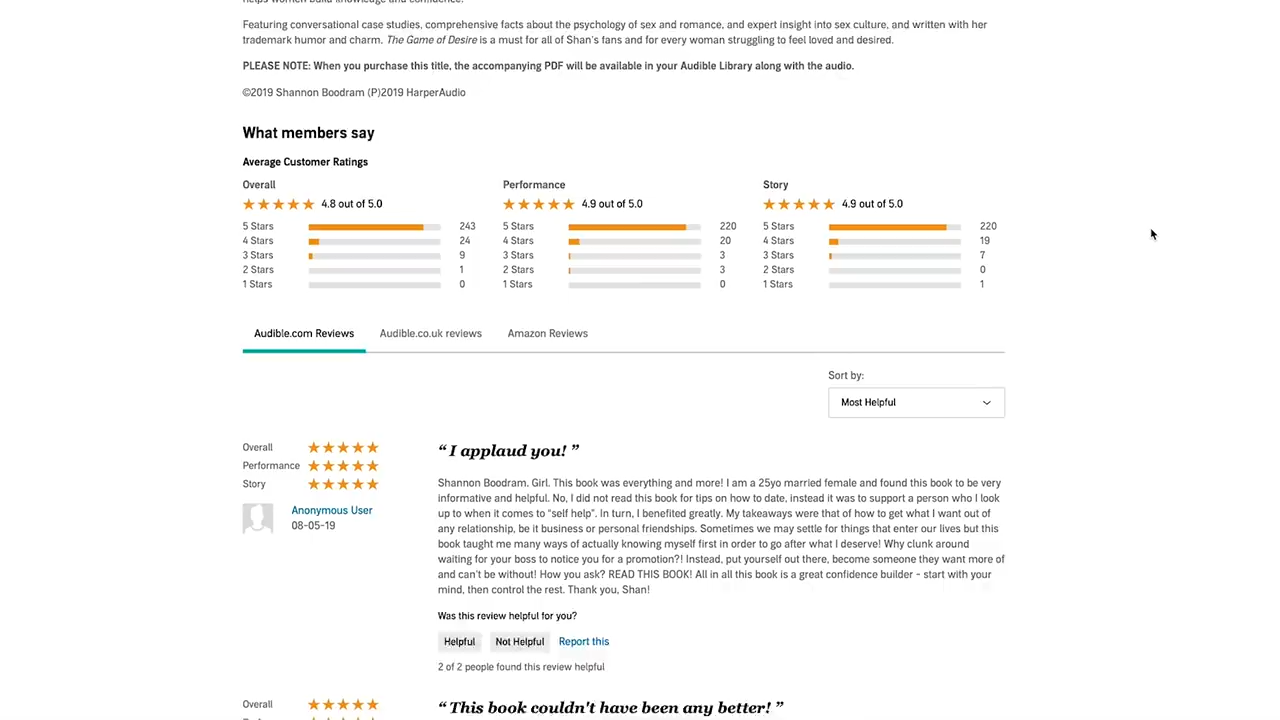 helps women build knowledge and confidence.
Featuring conversational case studies, comprehensive facts about the psychology of sex and romance, and expert insight into sex culture, and written with her
trademark humor and charm. The Game of Desire is a must for all of Shan's fans and for every woman struggling to feel loved and desired.
PLEASE NOTE: When you purchase this title, the accompanying PDF will be available in your Audible Library along with the audio.
©2019 Shannon Boodram (P)2019 HarperAudio
What members say
Average Customer Ratings
Overall
4.8 out of 5.0
5 Stars 243
4 Stars 24
3 Stars 9
2 Stars 1
1 Stars 0
Performance
4.9 out of 5.0
5 Stars 220
4 Stars 20
3 Stars 3
2 Stars 3
1 Stars 0
Story
4.9 out of 5.0
5 Stars 220
4 Stars 19
3 Stars 7
2 Stars 0
1 Stars 1
Audible.com Reviews Audible.co.uk reviews Amazon Reviews
Sort by:
Most Helpful
Overall
Performance
Story
Anonymous User
08-05-19
“ I applaud you! ”
Shannon Boodram. Girl. This book was everything and more! I am a 25yo married female and found this book to be very
informative and helpful. No, I did not read this book for tips on how to date, instead it was to support a person who I look
up to when it comes to "self help". In turn, I benefited greatly. My takeaways were that of how to get what I want out of
any relationship, be it business or personal friendships. Sometimes we may settle for things that enter our lives but this
book taught me many ways of actually knowing myself first in order to go after what I deserve! Why clunk around
waiting for your boss to notice you for a promotion?! Instead, put yourself out there, become someone they want more of
and can't be without! How you ask? READ THIS BOOK! All in all this book is a great confidence builder - start with your
mind, then control the rest. Thank you, Shan!
Was this review helpful for you?
Helpful Not Helpful Report this
2 of 2 people found this review helpful
Overall
“ This book couldn't have been any better! ”